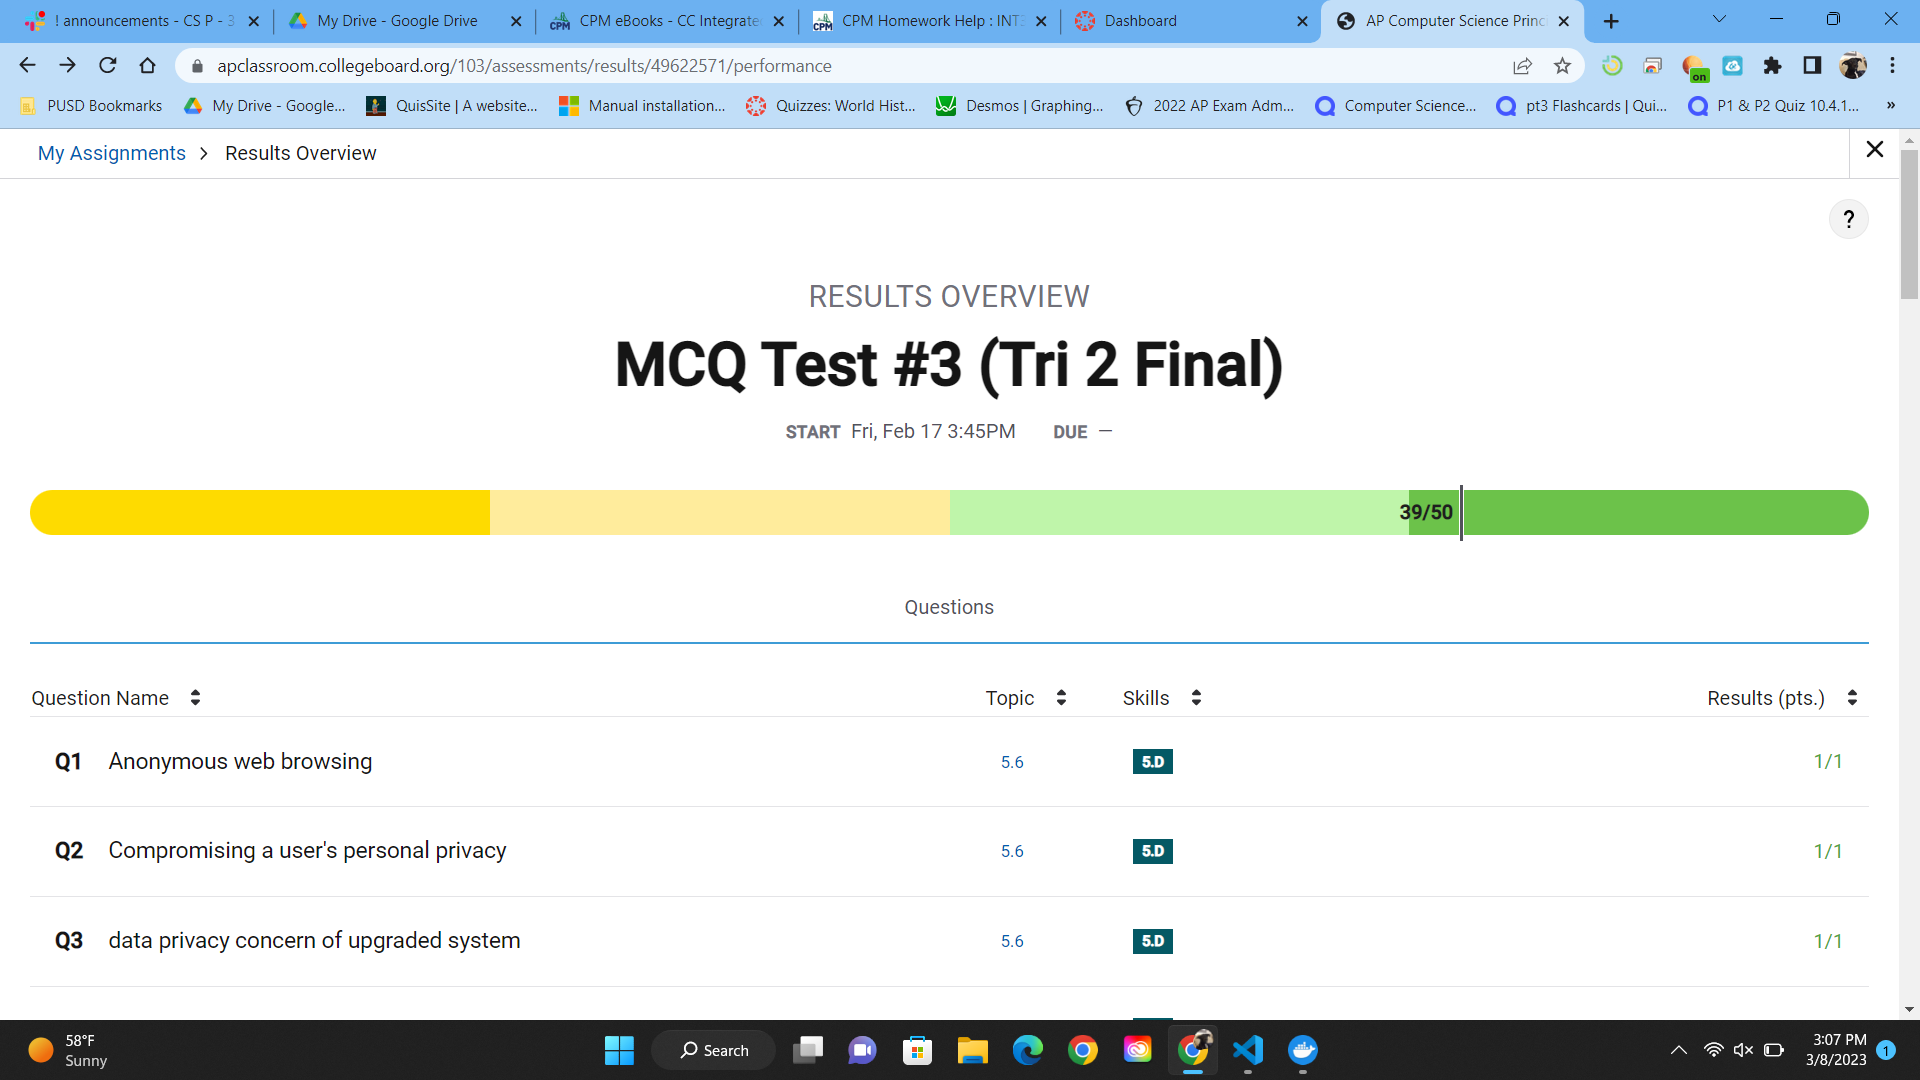 ! announcements - CS P - 3
My Drive - Google Drive
CPM eBooks - CC Integrate
CPM Homework Help : INT3
Dashboard
AP Computer Science Princ
apclassroom.collegeboard.org/103/assessments/results/49622571/performance
on
PUSD Bookmarks
My Drive - Google...
QuisSite | A website...
Manual installation...
Quizzes: World Hist...
Desmos | Graphing...
2022 AP Exam Adm...
Computer Science...
pt3 Flashcards | Qui...
P1 & P2 Quiz 10.4.1...
»
My Assignments > Results Overview
?
RESULTS OVERVIEW
MCQ Test #3 (Tri 2 Final)
START Fri, Feb 17 3:45PM DUE —
39/50
Questions
Question Name Topic Skills Results (pts.)
Q1 Anonymous web browsing 5.6 5.D 1/1
Q2 Compromising a user's personal privacy 5.6 5.D 1/1
Q3 data privacy concern of upgraded system 5.6 5.D 1/1
58°F
Sunny
Search
3:07 PM
3/8/2023
1